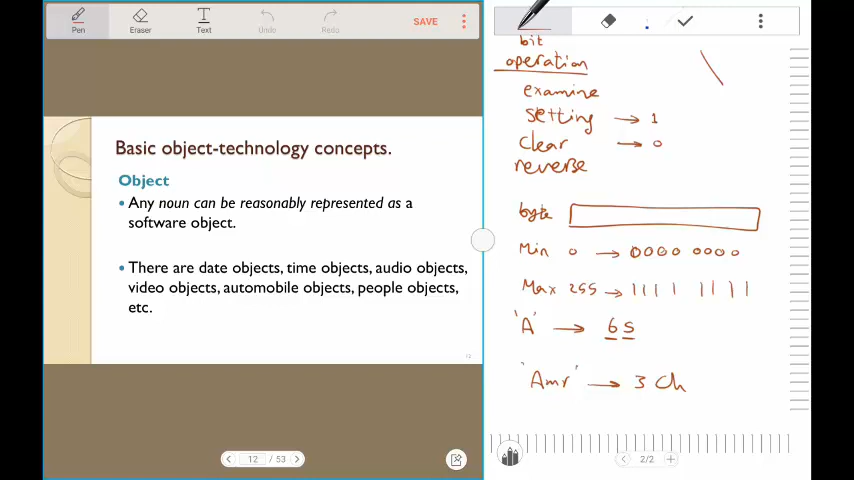 Pen
Eraser
Text
Undo
Redo
SAVE
Basic object-technology concepts.
Object
• Any noun can be reasonably represented as a
software object.
• There are date objects, time objects, audio objects,
video objects, automobile objects, people objects,
etc.
12
12 / 53
bit
operation
examine
setting → 1
clear → 0
reverse
byte
Min 0 → 0000 0000
Max 255 → 1111 1111
'A' → 65
'Amr' → 3 Ch
2/2